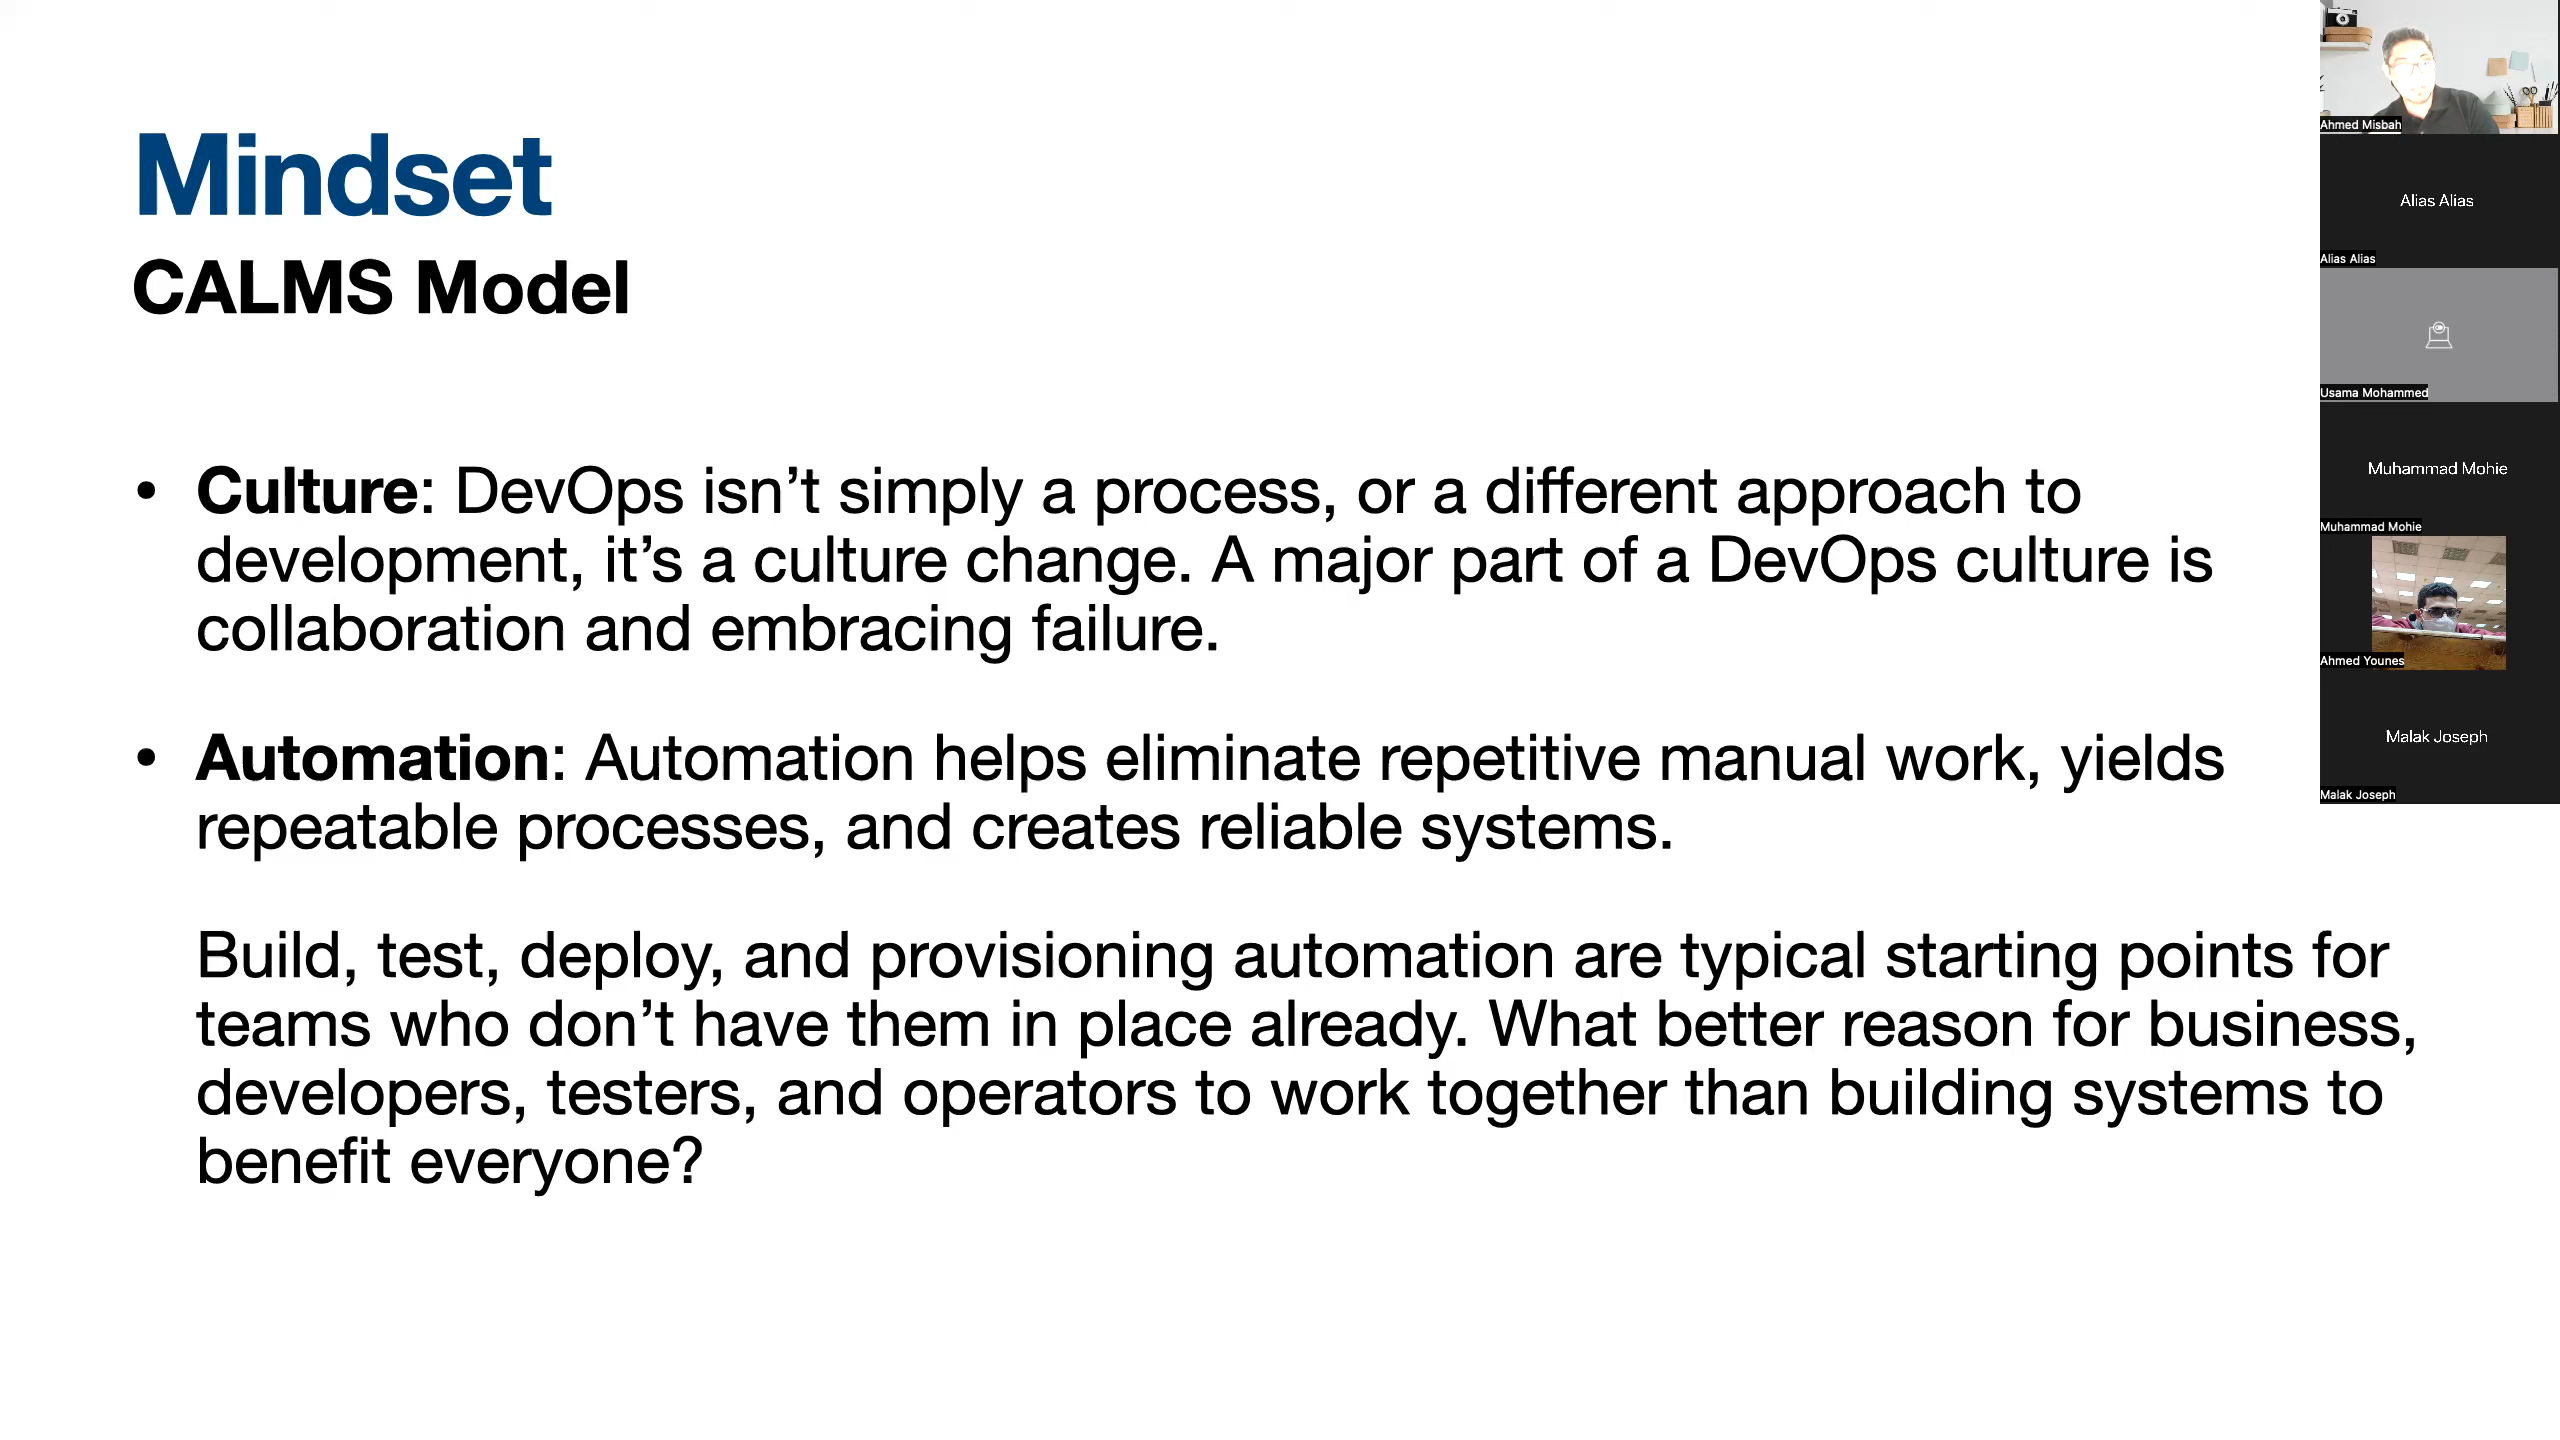 Mindset
CALMS Model
• Culture: DevOps isn’t simply a process, or a different approach to
development, it’s a culture change. A major part of a DevOps culture is
collaboration and embracing failure.
• Automation: Automation helps eliminate repetitive manual work, yields
repeatable processes, and creates reliable systems.
Build, test, deploy, and provisioning automation are typical starting points for
teams who don’t have them in place already. What better reason for business,
developers, testers, and operators to work together than building systems to
benefit everyone?
Ahmed Misbah
Alias Alias
Alias Alias
Usama Mohammed
Muhammad Mohie
Muhammad Mohie
Ahmed Younes
Malak Joseph
Malak Joseph